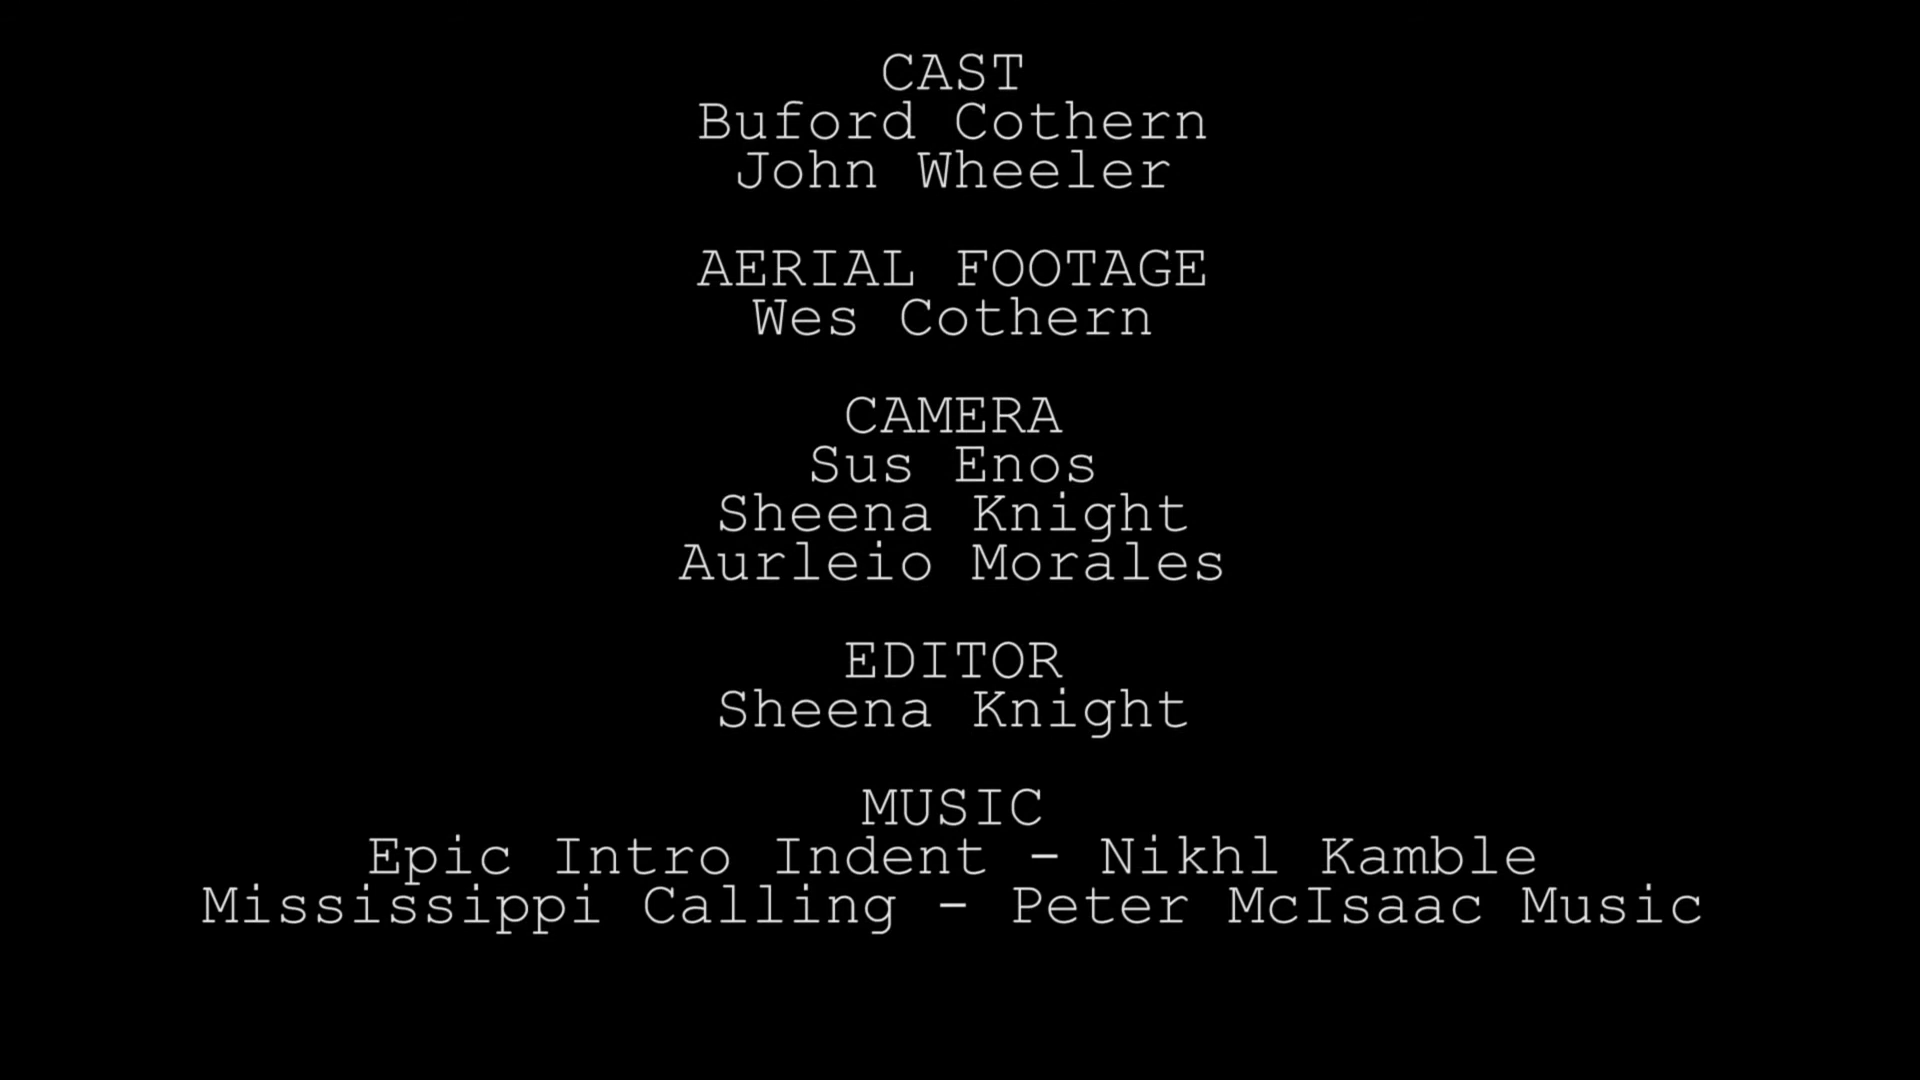 CAST
Buford Cothern
John Wheeler
AERIAL FOOTAGE
Wes Cothern
CAMERA
Sus Enos
Sheena Knight
Aurleio Morales
EDITOR
Sheena Knight
MUSIC
Epic Intro Indent - Nikhl Kamble
Mississippi Calling - Peter McIsaac Music